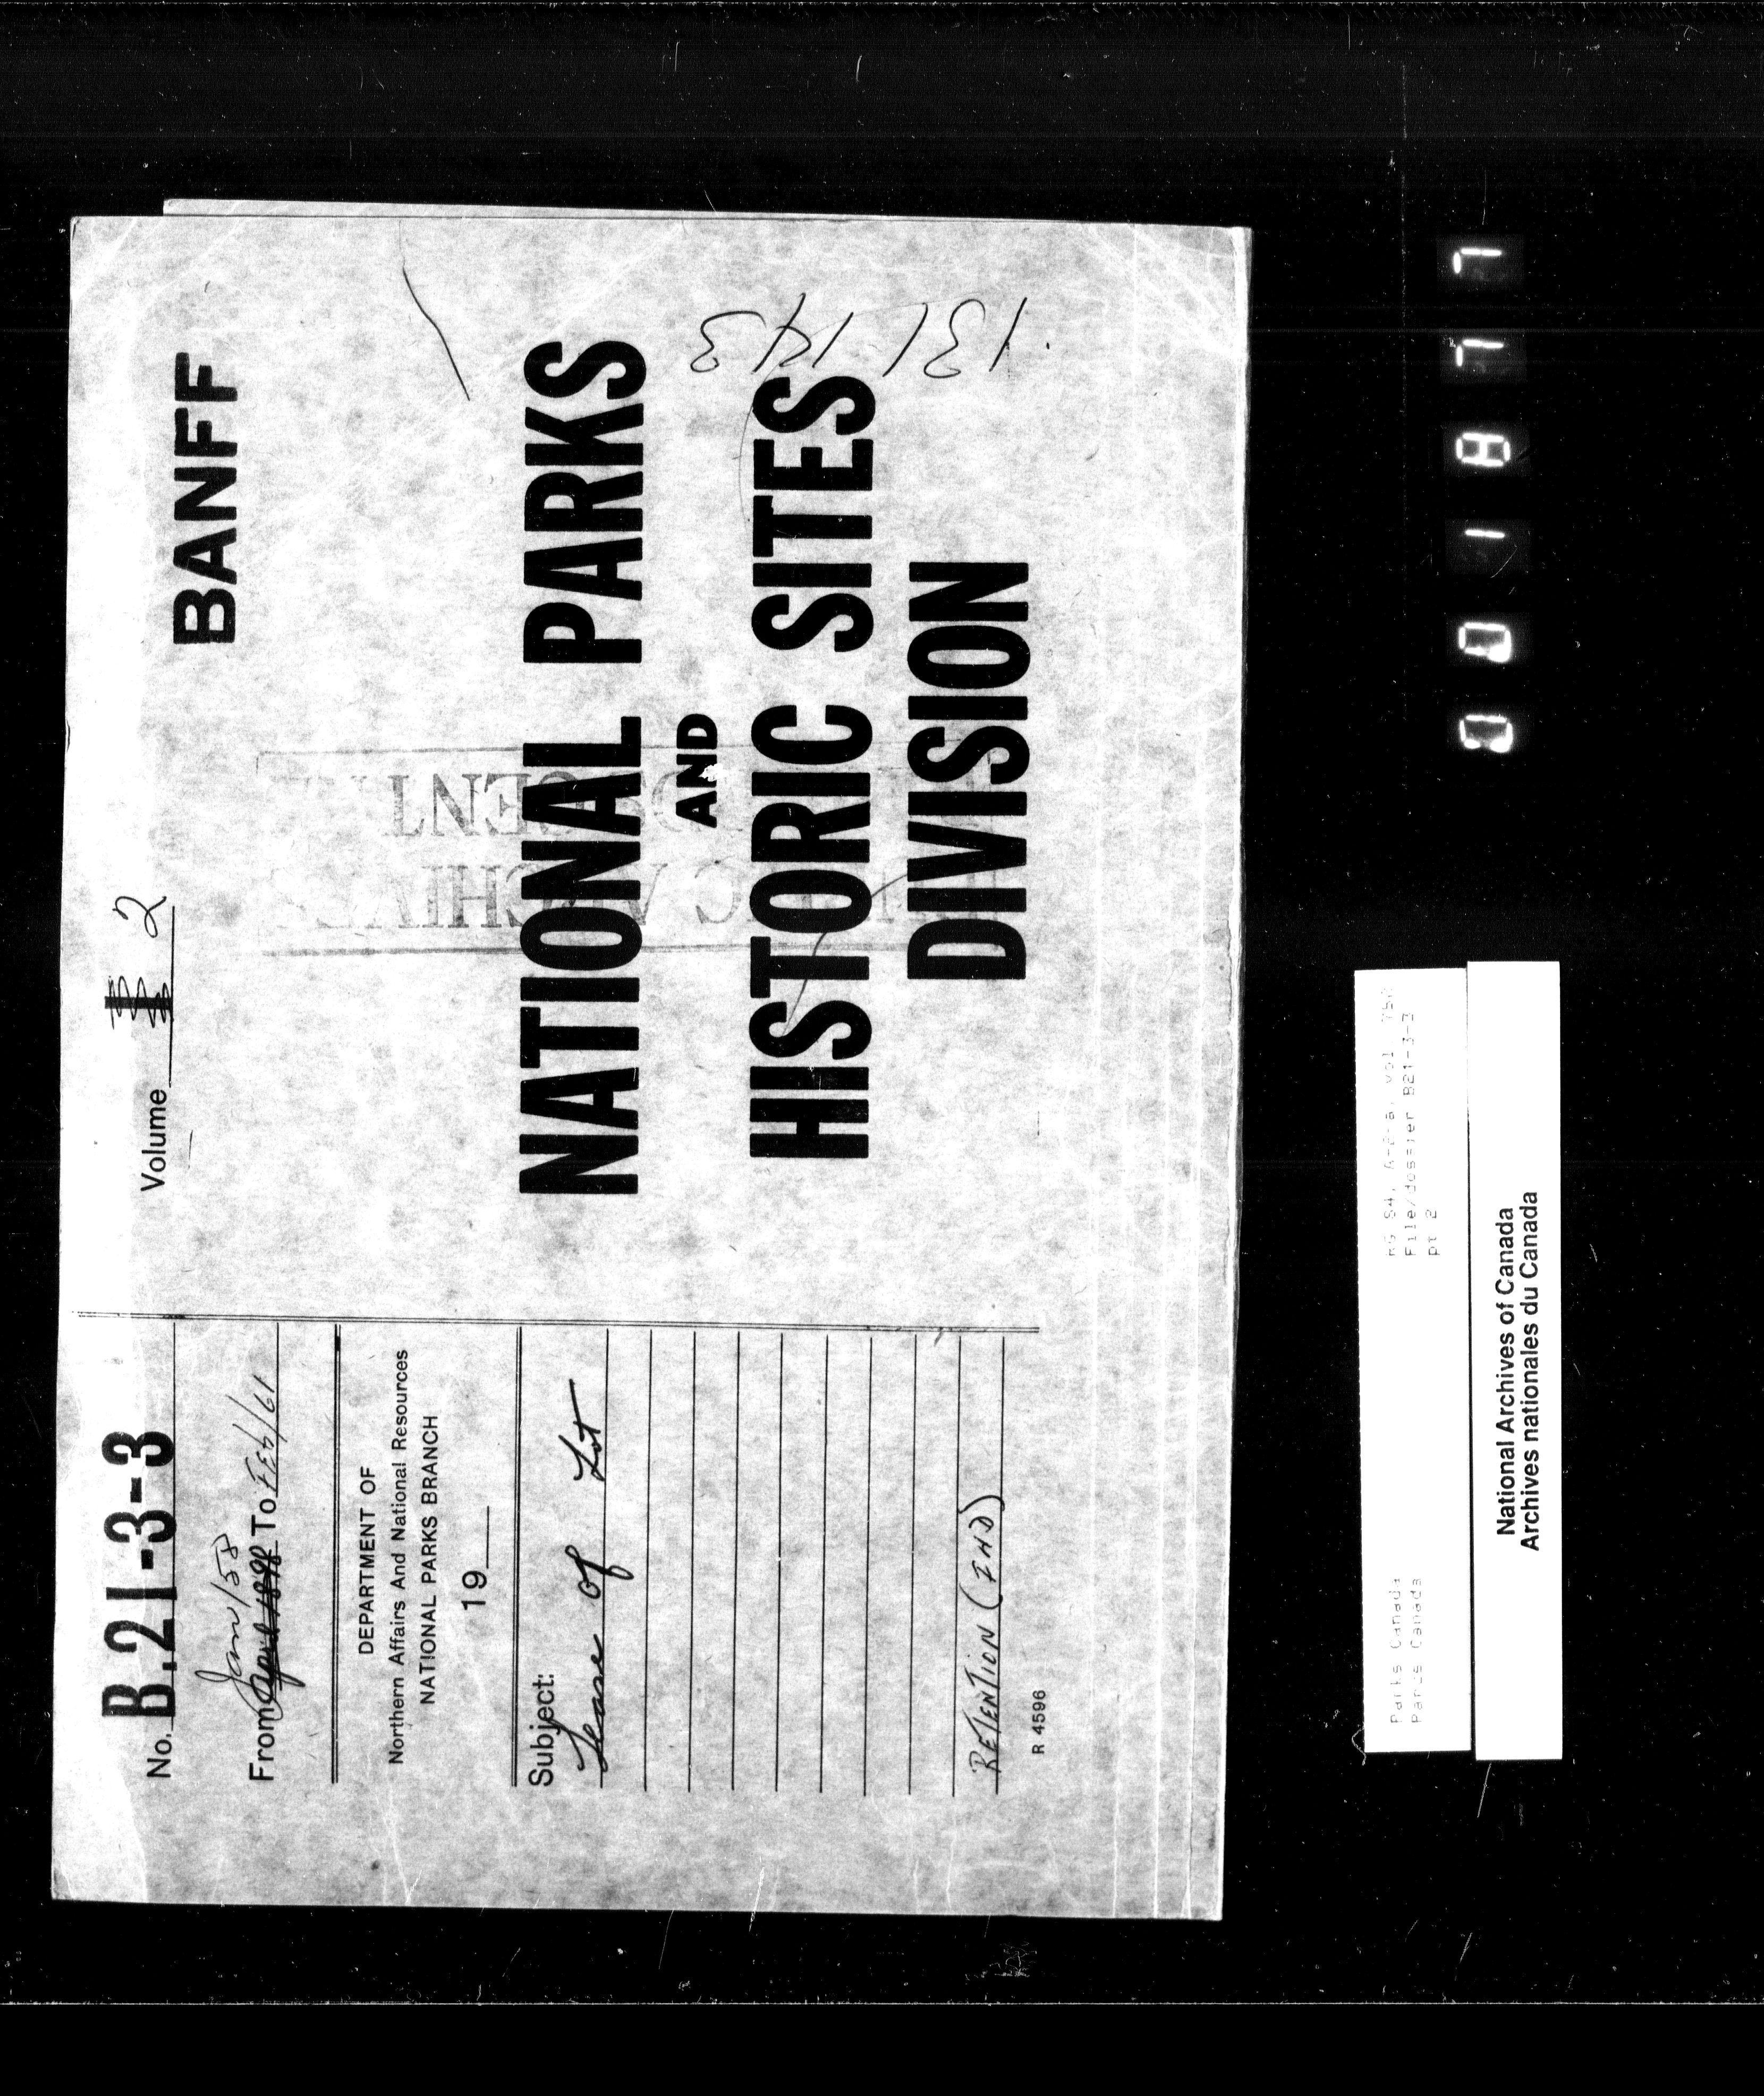 No. B.21-3-3
Volume 2
BANFF
From Jan/58 To Feb/61
DEPARTMENT OF
Northern Affairs And National Resources
NATIONAL PARKS BRANCH
19
Subject:
Lease of Lot
RETENTION (IND)
R 4596
NATIONAL PARKS
AND
HISTORIC SITES
DIVISION
Parks Canada
Parcs Canada
File/dossier B21-3-3
pt 2
National Archives of Canada
Archives nationales du Canada